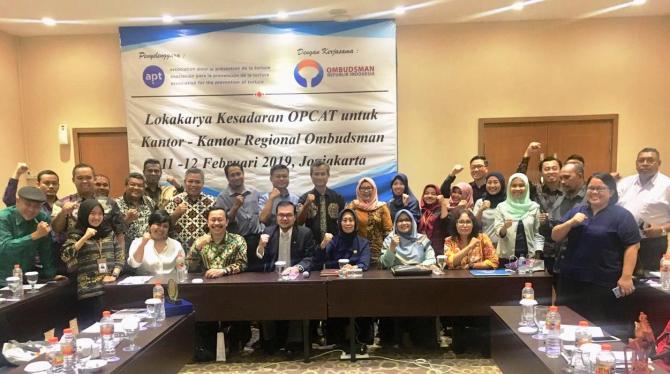 Penyelenggara :
Dengan Kerjasama :
apt
association pour la prévention de la torture
asociación para la prevención de la tortura
association for the prevention of torture
OMBUDSMAN
REPUBLIK INDONESIA
Lokakarya Kesadaran OPCAT untuk
Kantor - Kantor Regional Ombudsman
11 -12 Februari 2019, Jogjakarta